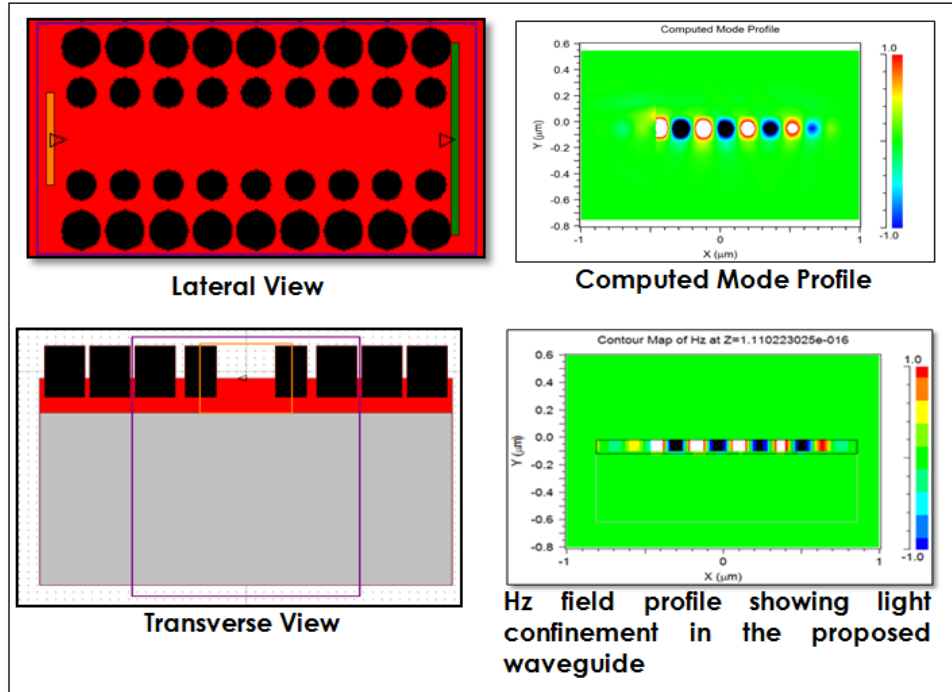 Lateral View
Computed Mode Profile
1.0
0.6
0.4
0.2
0.0
-0.2
-0.4
-0.6
-0.8
Y (μm)
-1
0
1
X (μm)
-1.0
Computed Mode Profile
Transverse View
Contour Map of Hz at Z=1.110223025e-016
1.0
0.6
0.4
0.2
0.0
-0.2
-0.4
-0.6
-0.8
Y (μm)
-1
0
1
X (μm)
-1.0
Hz field profile showing light
confinement in the proposed
waveguide